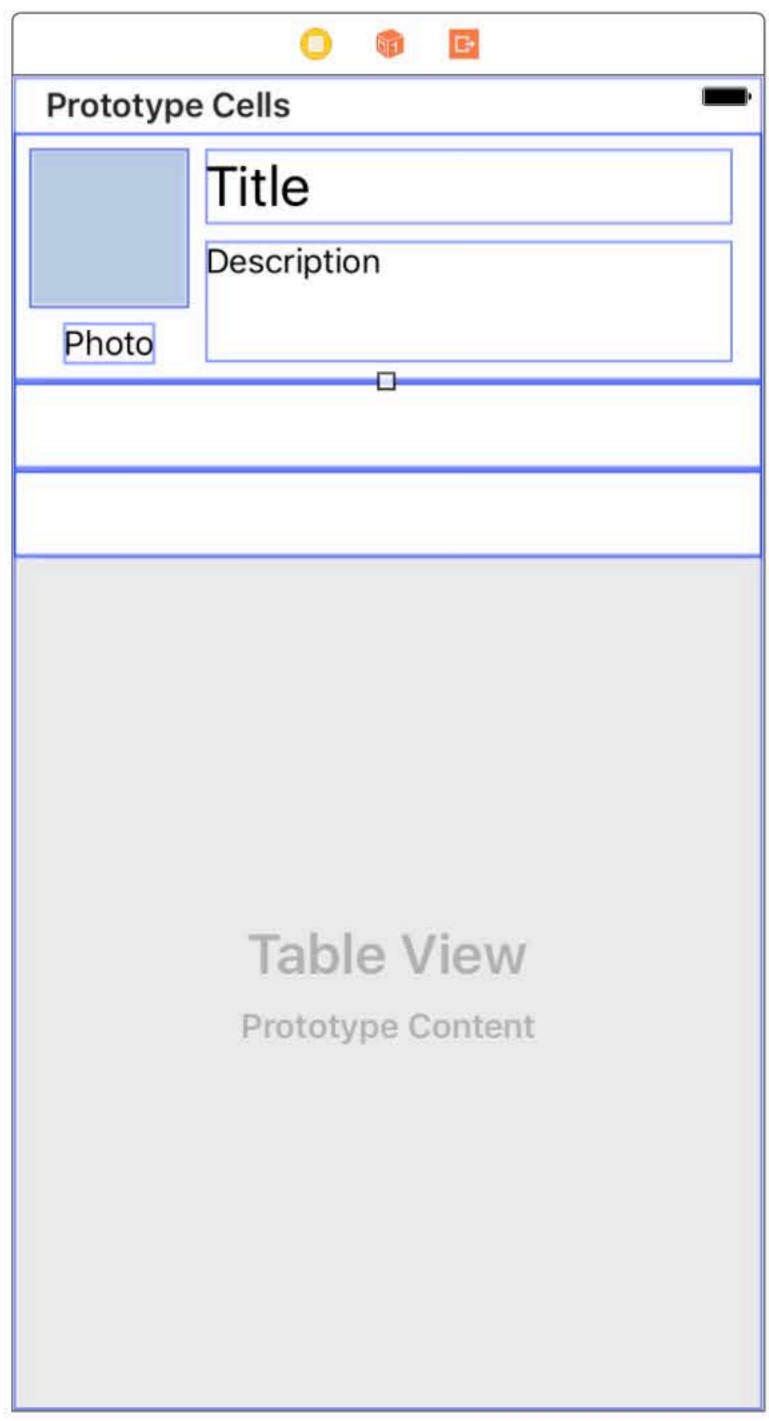 Prototype Cells
Title
Description
Photo
Table View
Prototype Content